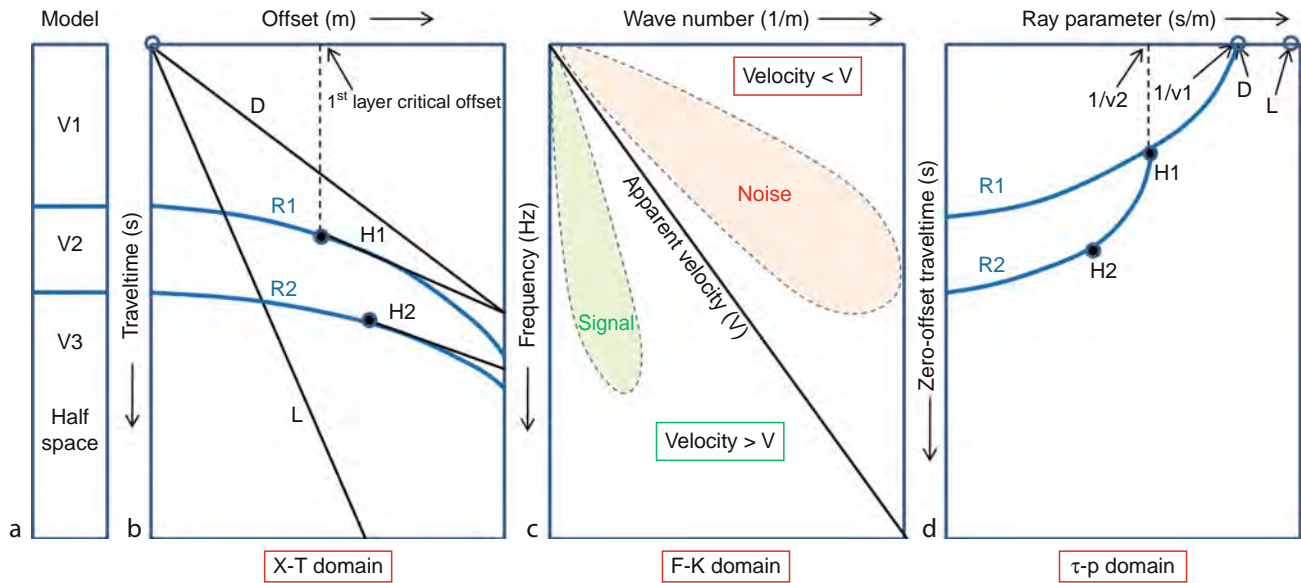 Model
V1
V2
V3
Half
space
a
Offset (m)
Traveltime (s)
D
1st layer critical offset
R1
H1
R2
H2
L
b
X-T domain
Wave number (1/m)
Frequency (Hz)
Velocity < V
Noise
Signal
Apparent velocity (V)
Velocity > V
c
F-K domain
Ray parameter (s/m)
Zero-offset traveltime (s)
1/v2
1/v1
D
L
R1
H1
R2
H2
d
τ-p domain